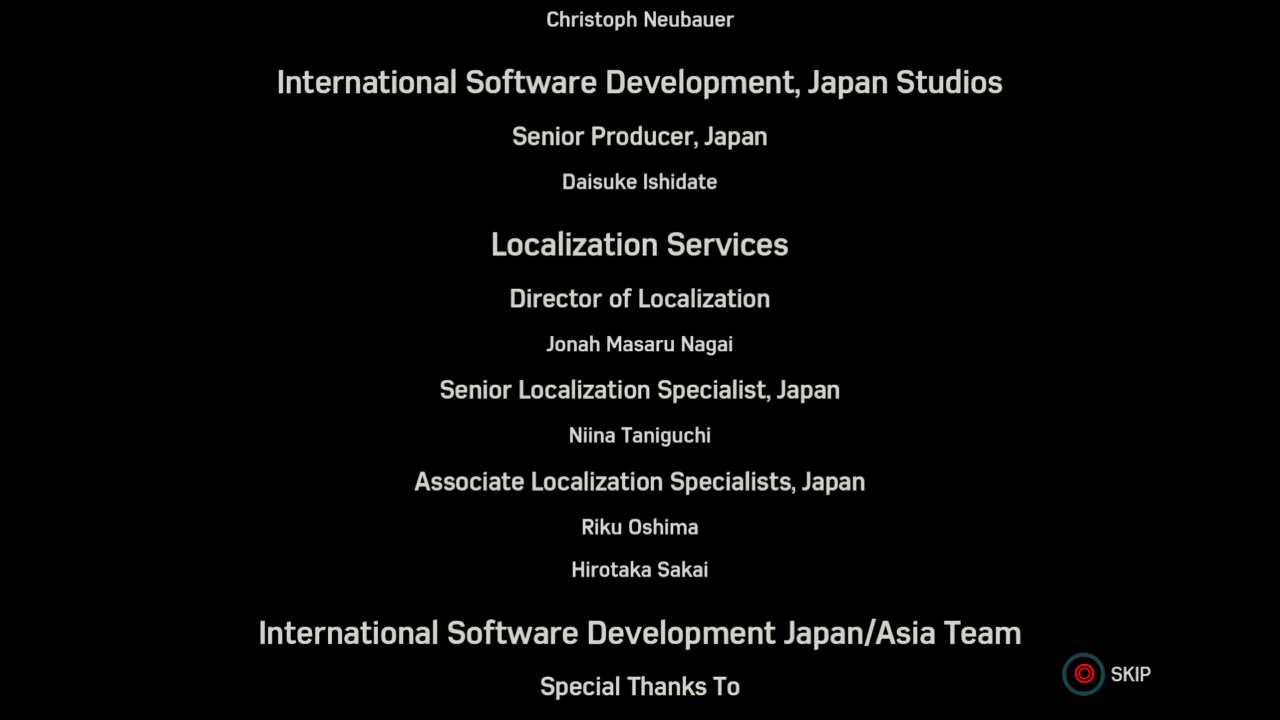 Christoph Neubauer
International Software Development, Japan Studios
Senior Producer, Japan
Daisuke Ishidate
Localization Services
Director of Localization
Jonah Masaru Nagai
Senior Localization Specialist, Japan
Niina Taniguchi
Associate Localization Specialists, Japan
Riku Oshima
Hirotaka Sakai
International Software Development Japan/Asia Team
SKIP
Special Thanks To